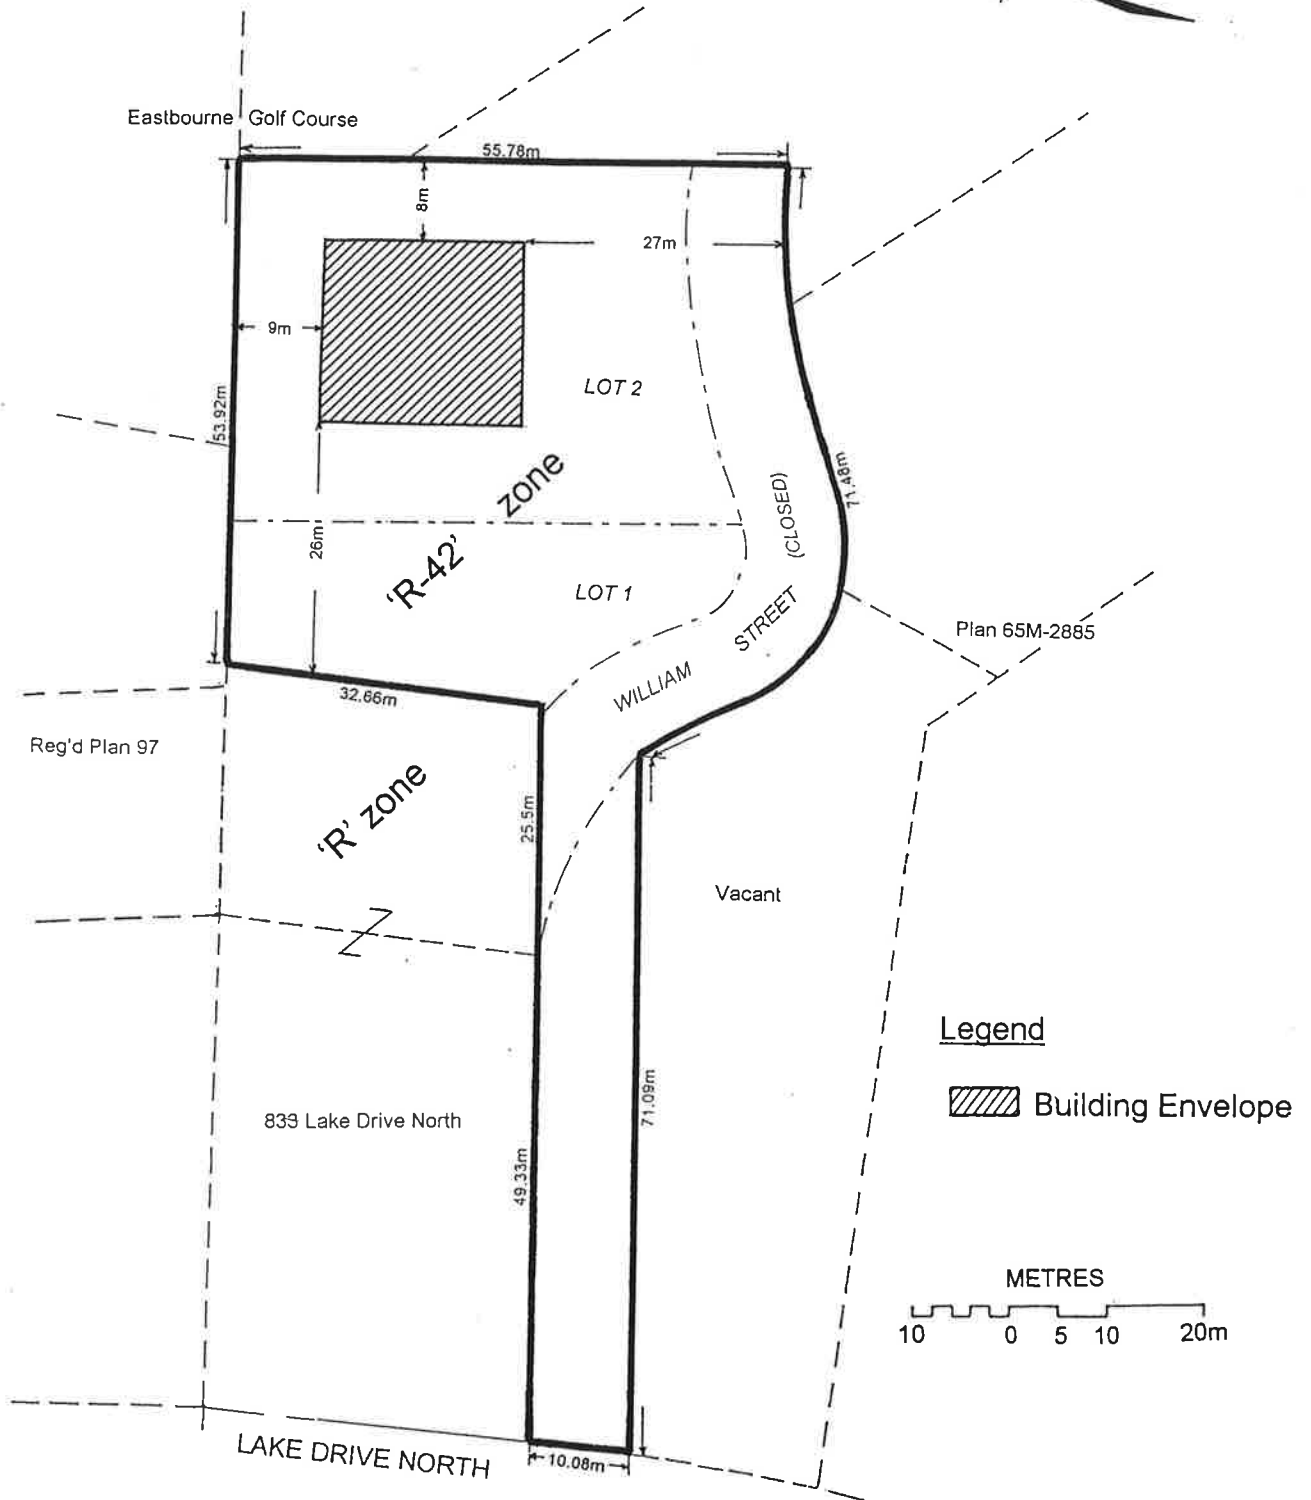 Eastbourne Golf Course
55.78m
8m
27m
9m
LOT 2
53.92m
71.48m
'R-42' zone
(CLOSED)
26m
LOT 1
STREET
Plan 65M-2885
WILLIAM
32.66m
Reg'd Plan 97
'R' zone
25.5m
Vacant
Legend
Building Envelope
71.09m
833 Lake Drive North
49.33m
METRES
10 0 5 10 20m
LAKE DRIVE NORTH
10.08m